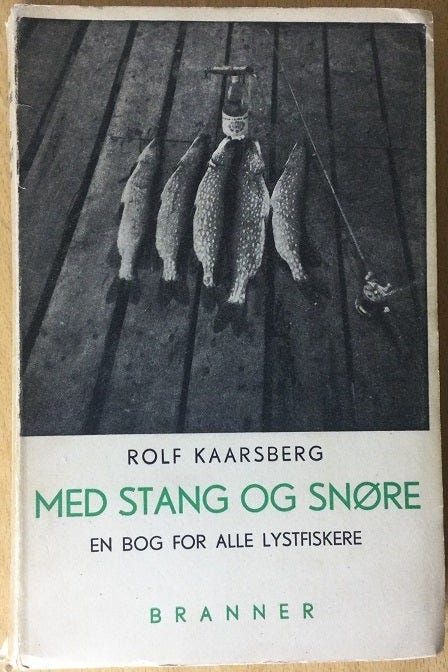 ROLF KAARSBERG
MED STANG OG SNØRE
EN BOG FOR ALLE LYSTFISKERE
BRANNER